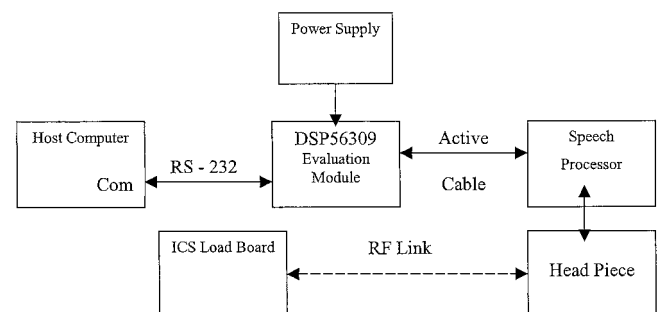 Power Supply
Host Computer
Com
RS - 232
DSP56309
Evaluation
Module
Active
Cable
Speech
Processor
ICS Load Board
RF Link
Head Piece